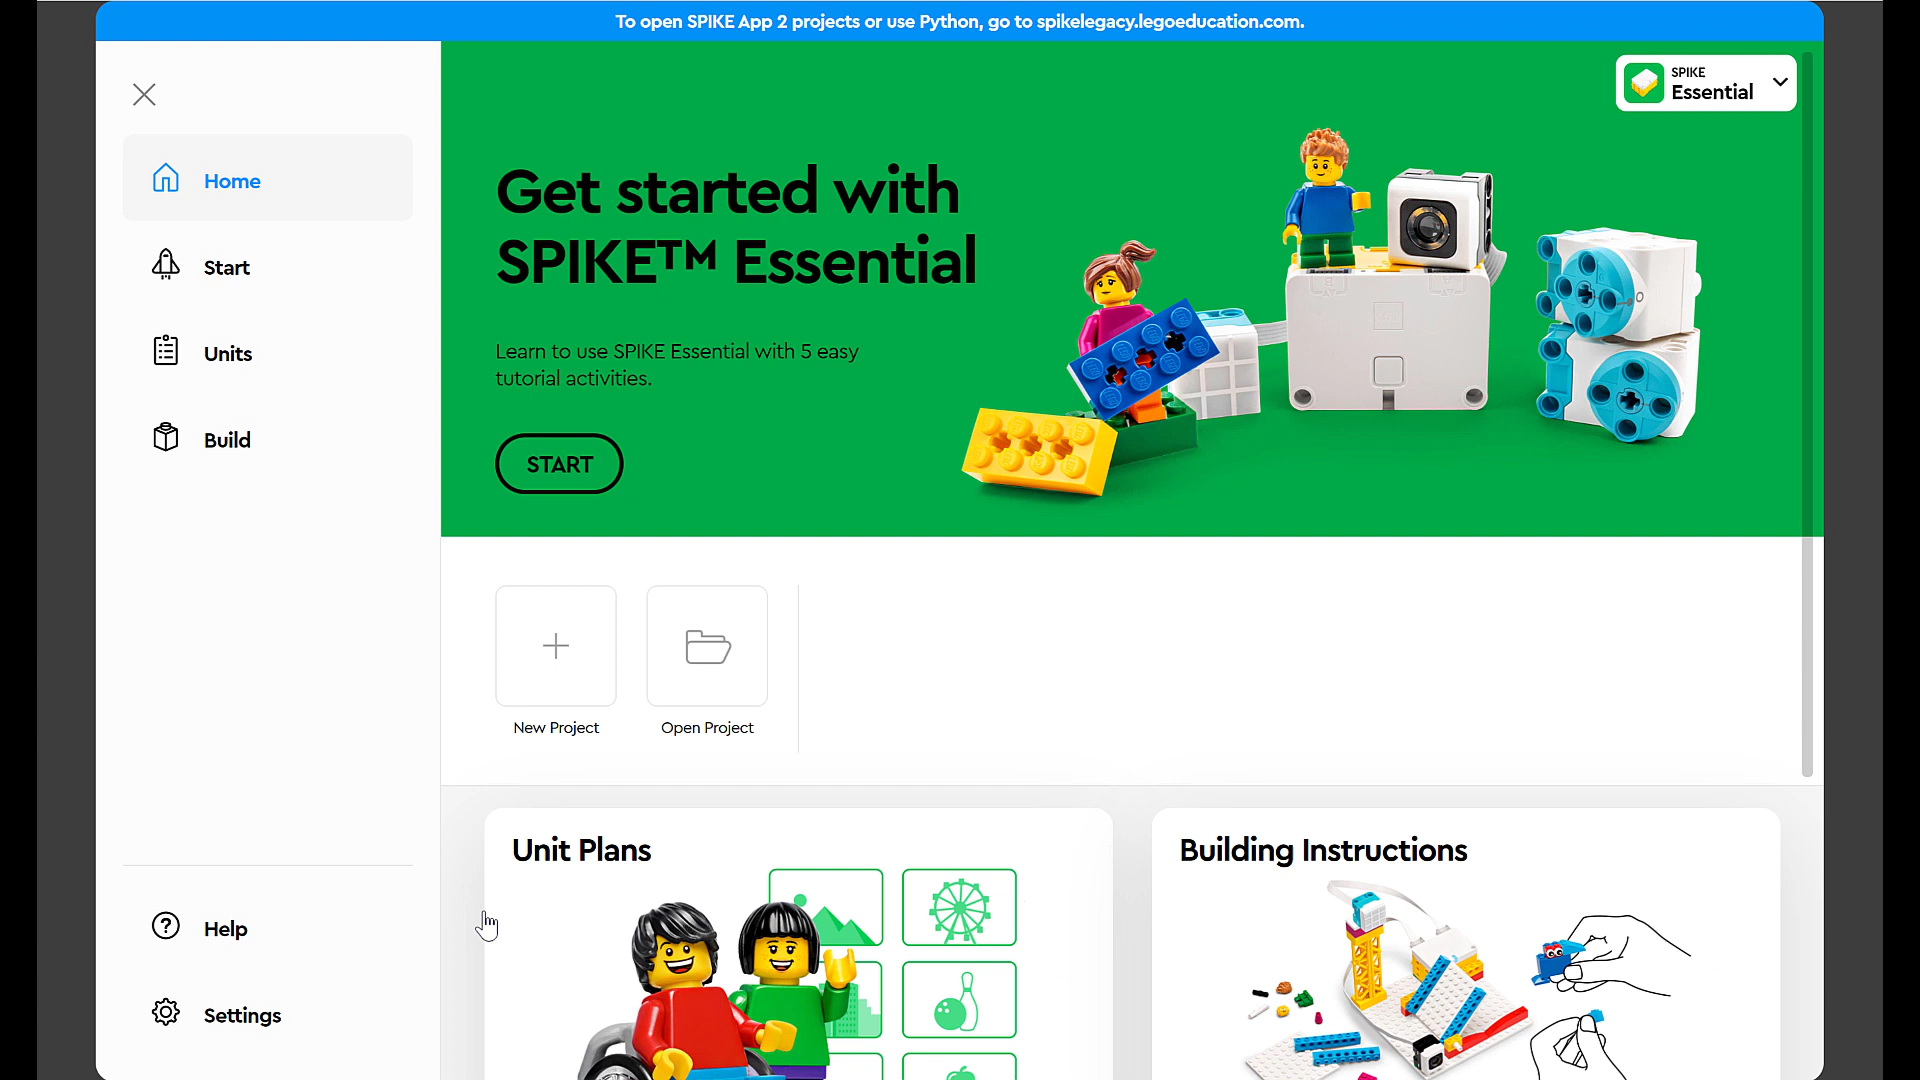 To open SPIKE App 2 projects or use Python, go to spikelegacy.legoeducation.com.
SPIKE
Essential
Home
Start
Units
Build
Help
Settings
Get started with
SPIKE™ Essential
Learn to use SPIKE Essential with 5 easy
tutorial activities.
START
New Project
Open Project
Unit Plans
Building Instructions